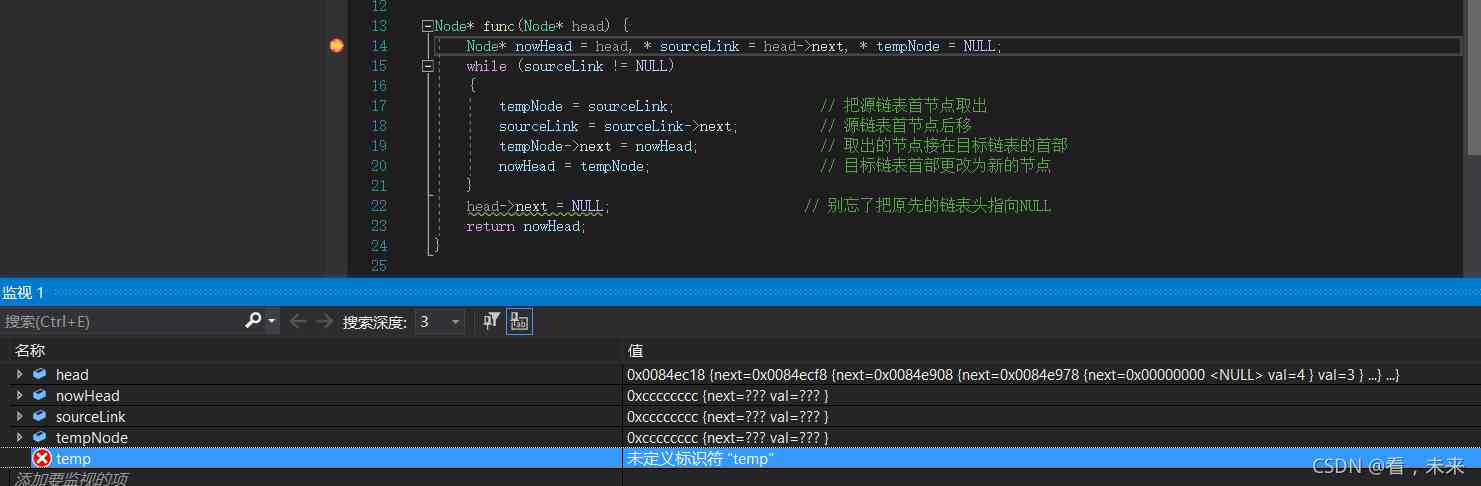 12
13 Node* func(Node* head) {
14 Node* nowHead = head, * sourceLink = head->next, * tempNode = NULL;
15 while (sourceLink != NULL)
16 {
17 tempNode = sourceLink; // 把源链表首节点取出
18 sourceLink = sourceLink->next; // 源链表首节点后移
19 tempNode->next = nowHead; // 取出的节点接在目标链表的首部
20 nowHead = tempNode; // 目标链表首部更改为新的节点
21 }
22 head->next = NULL; // 别忘了把原先的链表头指向NULL
23 return nowHead;
24 }
25
监视 1
搜索(Ctrl+E) 搜索深度: 3
名称 值
head 0x0084ec18 {next=0x0084ecf8 {next=0x0084e908 {next=0x0084e978 {next=0x00000000 <NULL> val=4 } val=3 } ...} ...}
nowHead 0xcccccccc {next=??? val=??? }
sourceLink 0xcccccccc {next=??? val=??? }
tempNode 0xcccccccc {next=??? val=??? }
temp 未定义标识符 "temp"
添加要监视的项
CSDN @看，未来